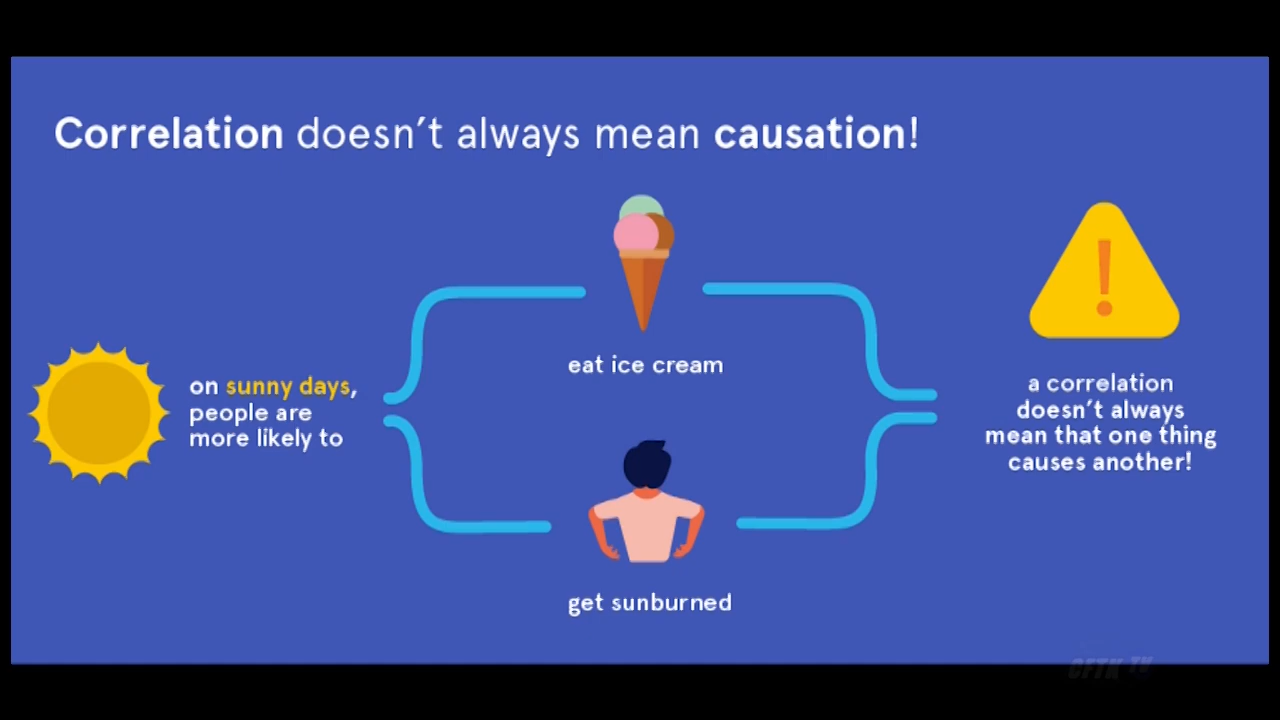 Correlation doesn't always mean causation!
on sunny days,
people are
more likely to
eat ice cream
get sunburned
a correlation
doesn't always
mean that one thing
causes another!